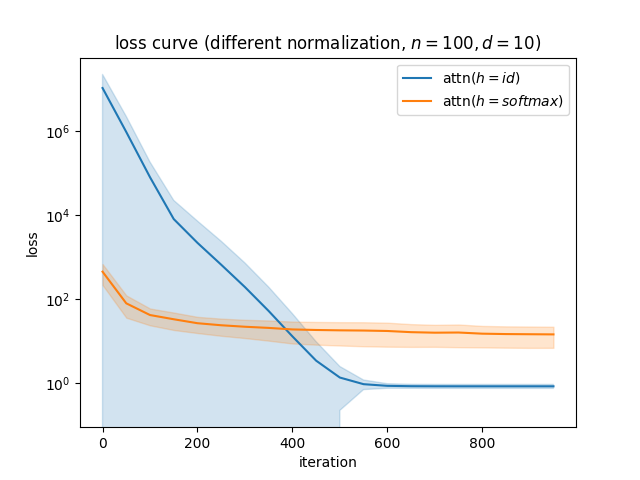 loss curve (different normalization, n = 100, d = 10)
attn(h = id)
attn(h = softmax)
10⁶
10⁴
10²
10⁰
loss
0 200 400 600 800
iteration